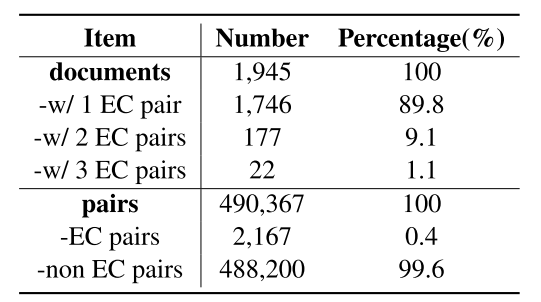 Item Number Percentage(%)
documents 1,945 100
-w/ 1 EC pair 1,746 89.8
-w/ 2 EC pairs 177 9.1
-w/ 3 EC pairs 22 1.1
pairs 490,367 100
-EC pairs 2,167 0.4
-non EC pairs 488,200 99.6